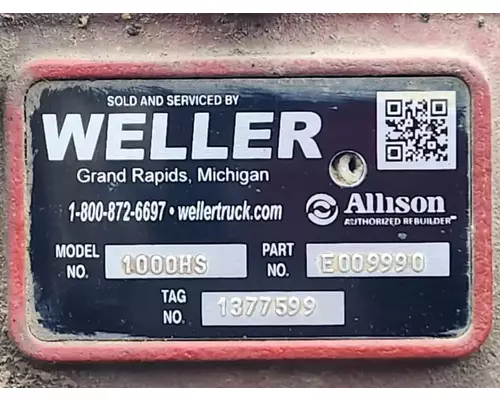 SOLD AND SERVICED BY
WELLER
Grand Rapids, Michigan
1-800-872-6697 • wellertruck.com
Allison
AUTHORIZED REBUILDER
MODEL NO. 1000HS
PART NO. E009990
TAG NO. 1377599